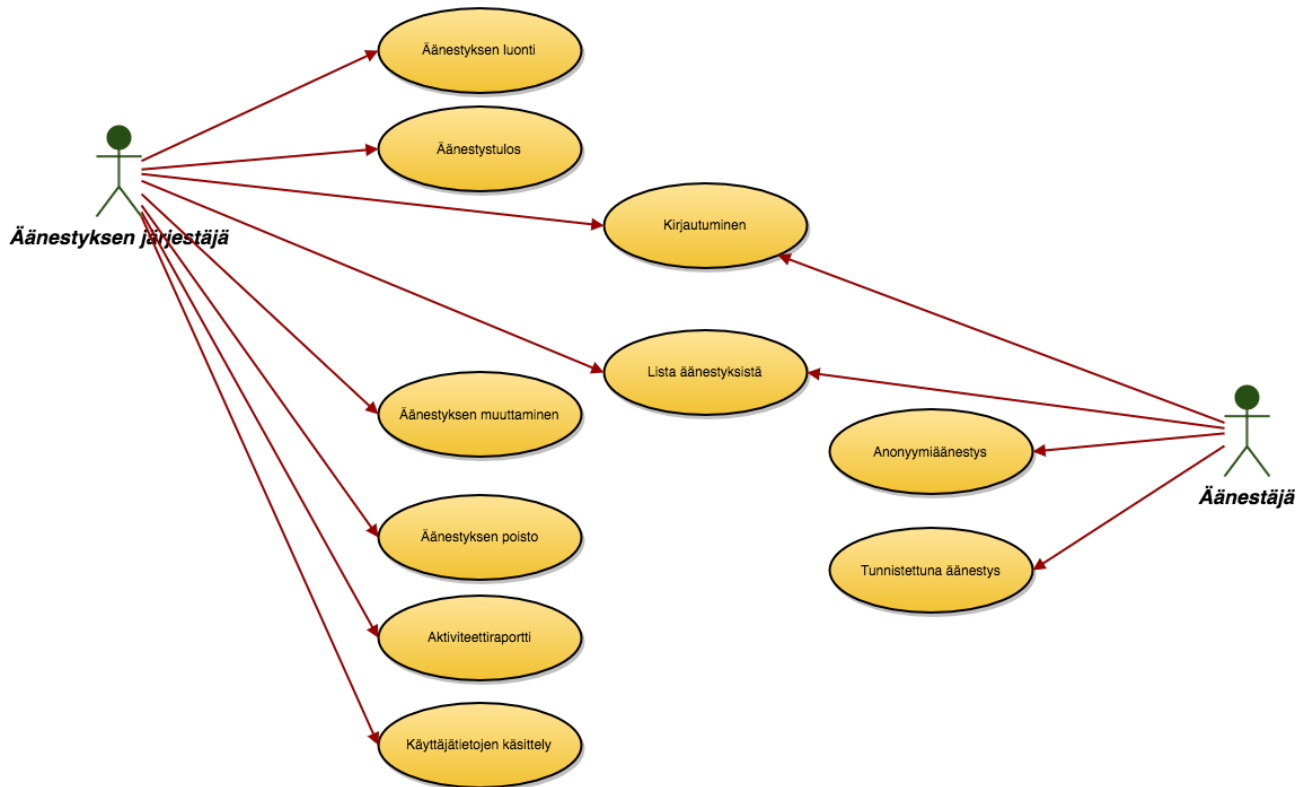 Äänestyksen luonti
Äänestystulos
Äänestyksen järjestäjä
Kirjautuminen
Lista äänestyksistä
Äänestyksen muuttaminen
Anonyymiäänestys
Äänestäjä
Äänestyksen poisto
Tunnistettuna äänestys
Aktiviteettiraportti
Käyttäjätietojen käsittely